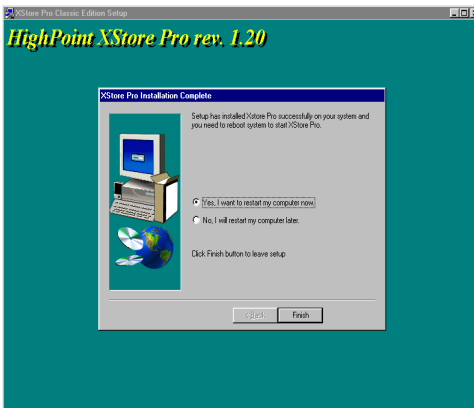 XStore Pro Classic Edition Setup
HighPoint XStore Pro rev. 1.20
XStore Pro Installation Complete
Setup has installed Xstore Pro successfully on your system and
you need to reboot system to start XStore Pro.
Yes, I want to restart my computer now.
No, I will restart my computer later.
Click Finish button to leave setup
< Back
Finish